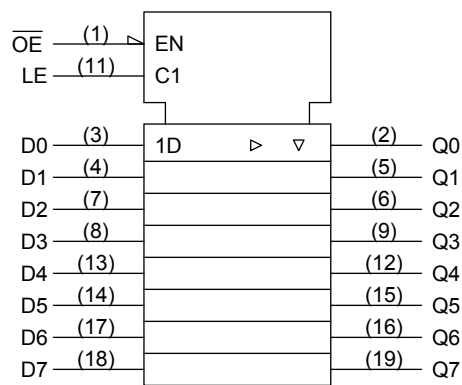 O̅E̅ (1) EN
LE (11) C1
D0 (3) 1D (2) Q0
D1 (4) (5) Q1
D2 (7) (6) Q2
D3 (8) (9) Q3
D4 (13) (12) Q4
D5 (14) (15) Q5
D6 (17) (16) Q6
D7 (18) (19) Q7